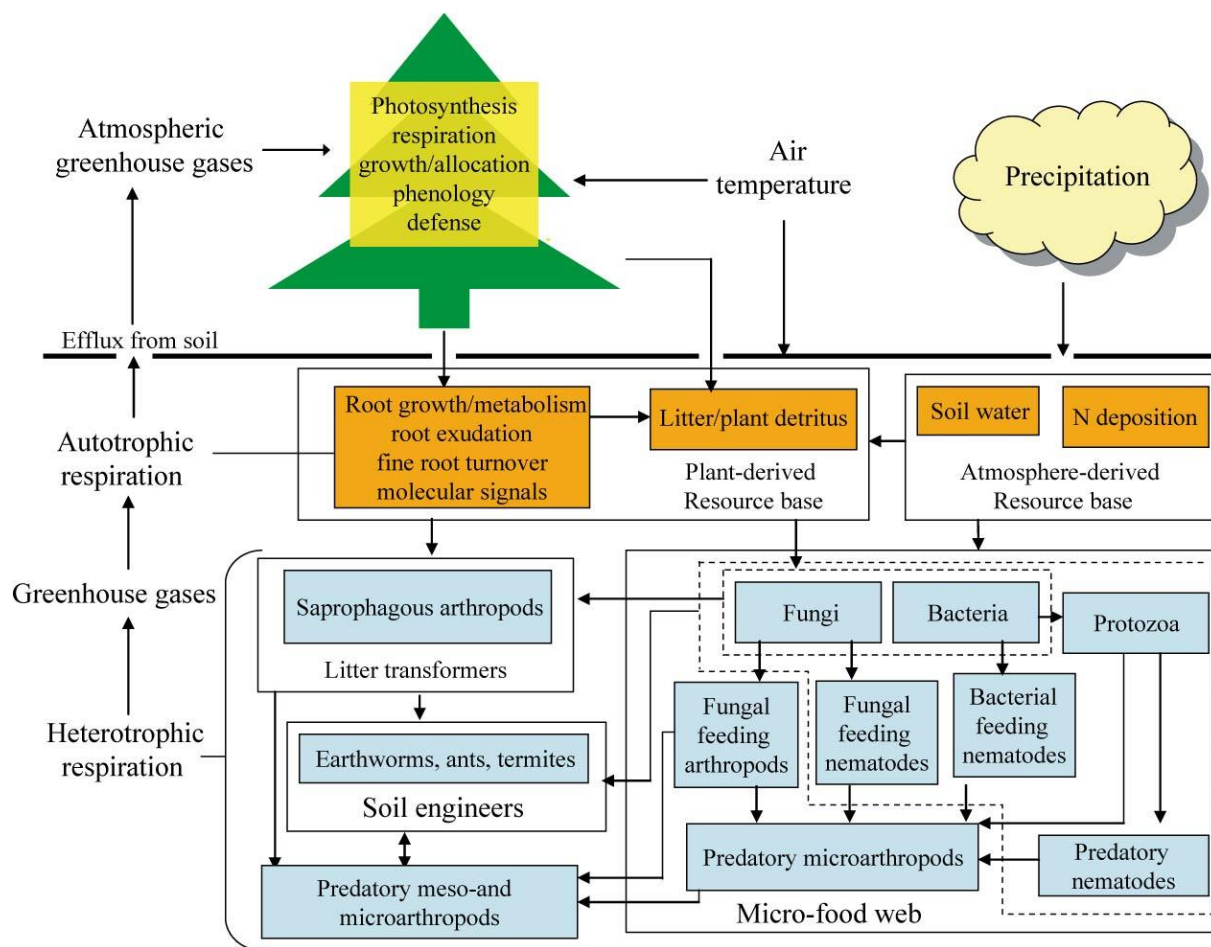 Photosynthesis
respiration
growth/allocation
phenology
defense
Atmospheric
greenhouse gases
Air
temperature
Precipitation
Efflux from soil
Root growth/metabolism
root exudation
fine root turnover
molecular signals
Litter/plant detritus
Plant-derived
Resource base
Soil water
N deposition
Atmosphere-derived
Resource base
Autotrophic
respiration
Greenhouse gases
Heterotrophic
respiration
Saprophagous arthropods
Litter transformers
Earthworms, ants, termites
Soil engineers
Predatory meso-and
microarthropods
Fungi
Bacteria
Protozoa
Fungal
feeding
arthropods
Fungal
feeding
nematodes
Bacterial
feeding
nematodes
Predatory microarthropods
Predatory
nematodes
Micro-food web